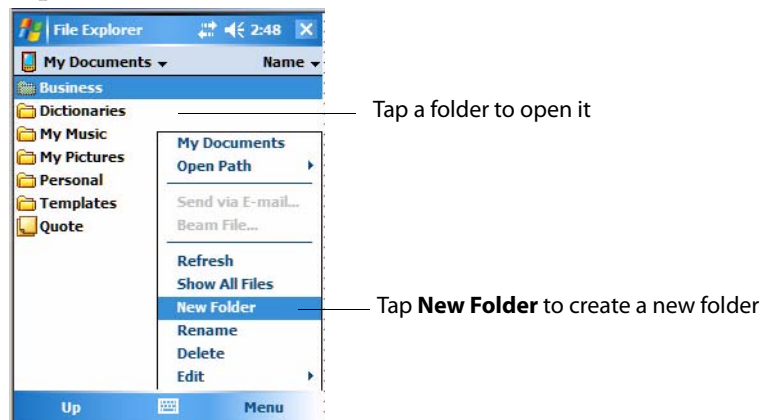 File Explorer 2:48
My Documents Name
Business
Dictionaries
Tap a folder to open it
My Music
My Pictures
Personal
Templates
Quote
My Documents
Open Path
Send via E-mail...
Beam File...
Refresh
Show All Files
New Folder
Tap New Folder to create a new folder
Rename
Delete
Edit
Up Menu